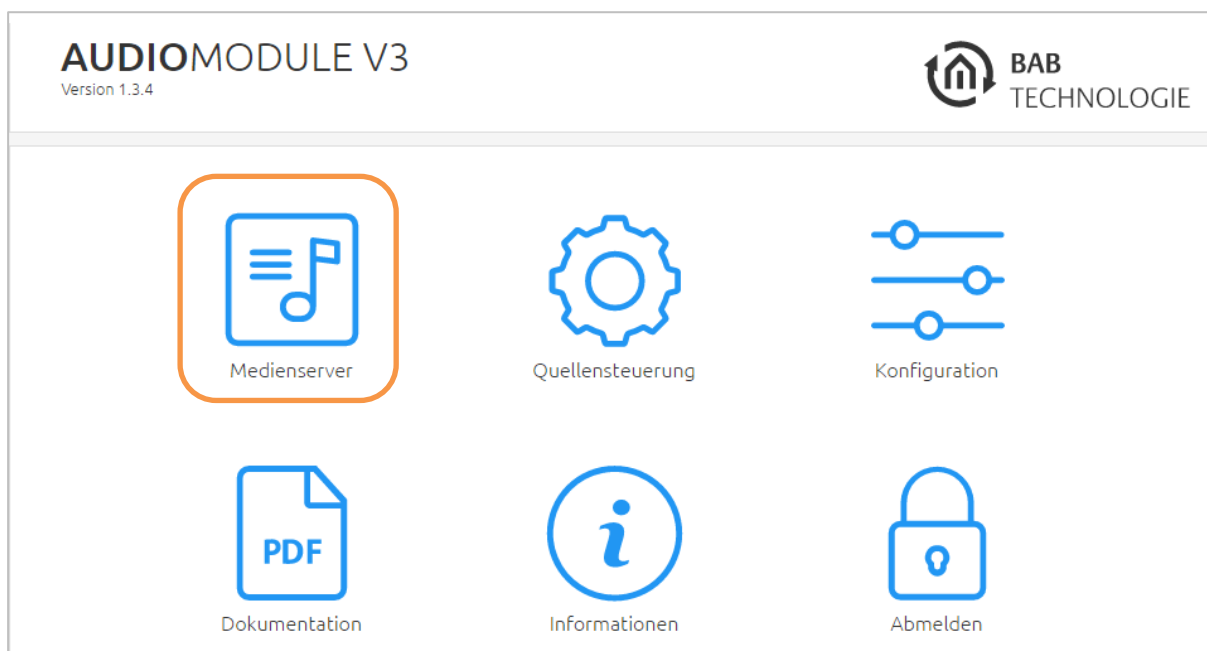 AUDIOMODULE V3
Version 1.3.4
BAB
TECHNOLOGIE
Medienserver
Quellensteuerung
Konfiguration
PDF
i
Dokumentation
Informationen
Abmelden